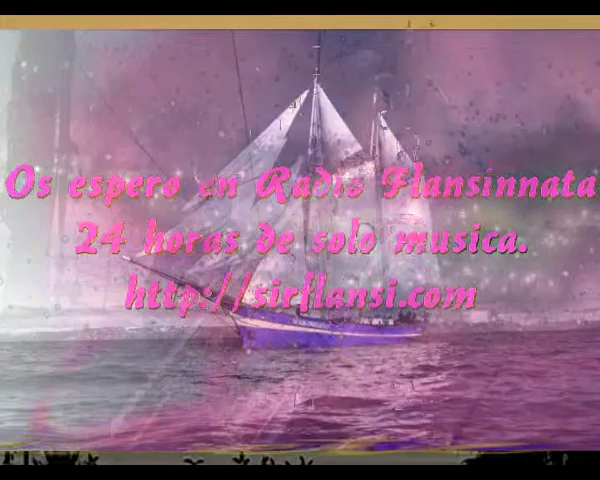 Os espero en Radio Flansinnata
24 horas de solo musica.
http://sirflansi.com